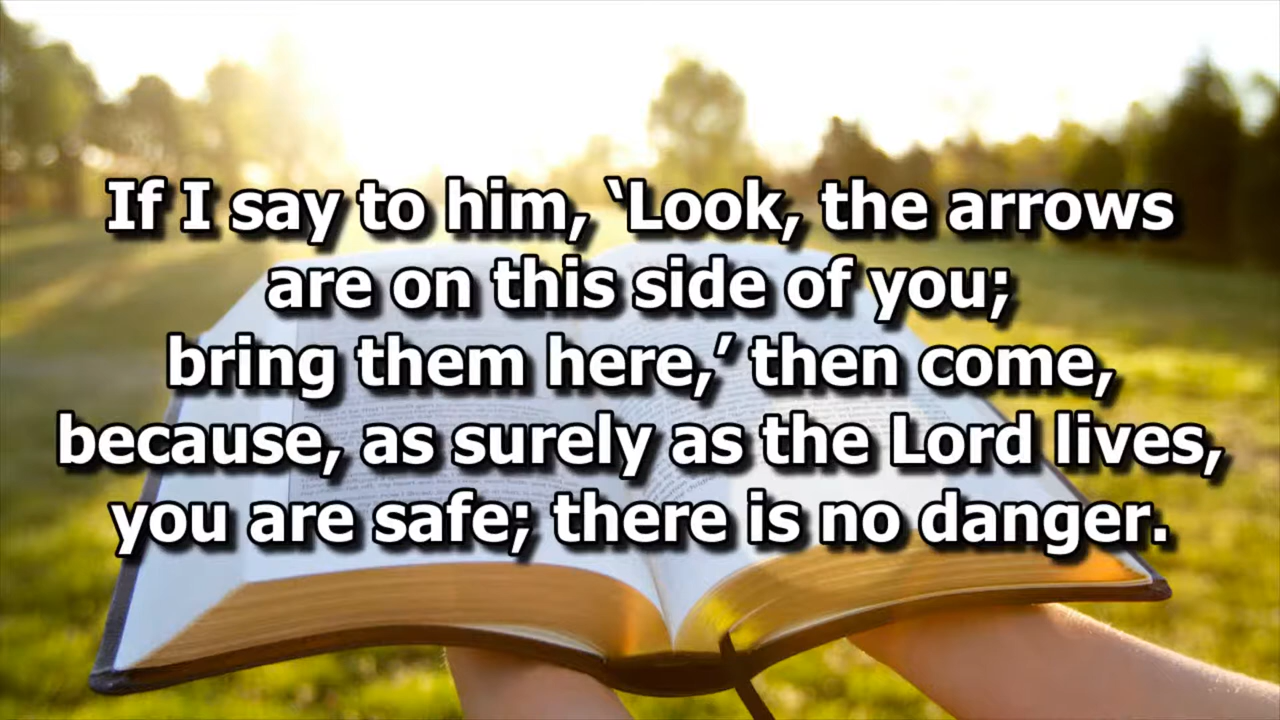 If I say to him, ‘Look, the arrows
are on this side of you;
bring them here,’ then come,
because, as surely as the Lord lives,
you are safe; there is no danger.